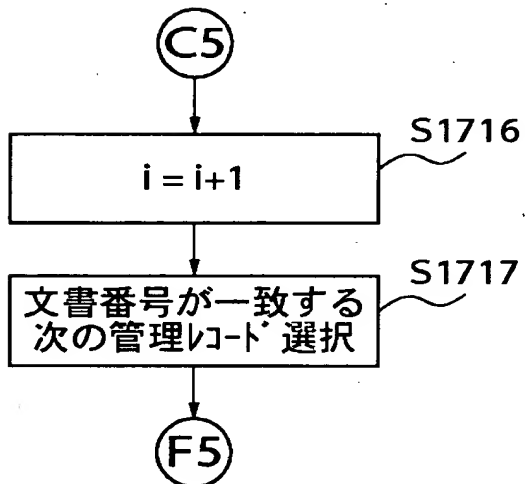 C5
S1716
i = i+1
S1717
文書番号が一致する
次の管理ﾚｺｰﾄﾞ選択
F5